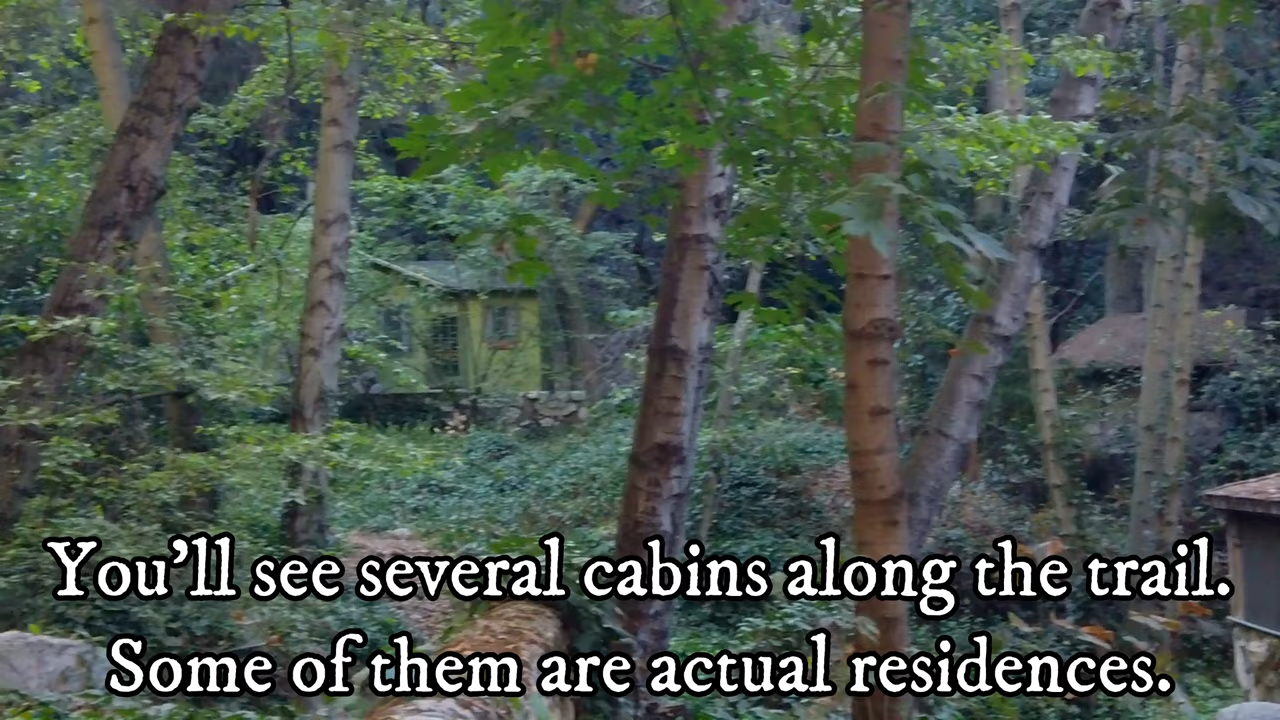 You’ll see several cabins along the trail.
Some of them are actual residences.